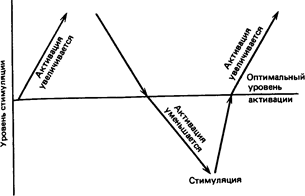 Уровень стимуляции
Активация
увеличивается
Активация
уменьшается
Активация
увеличивается
Оптимальный
уровень
активации
Стимуляция